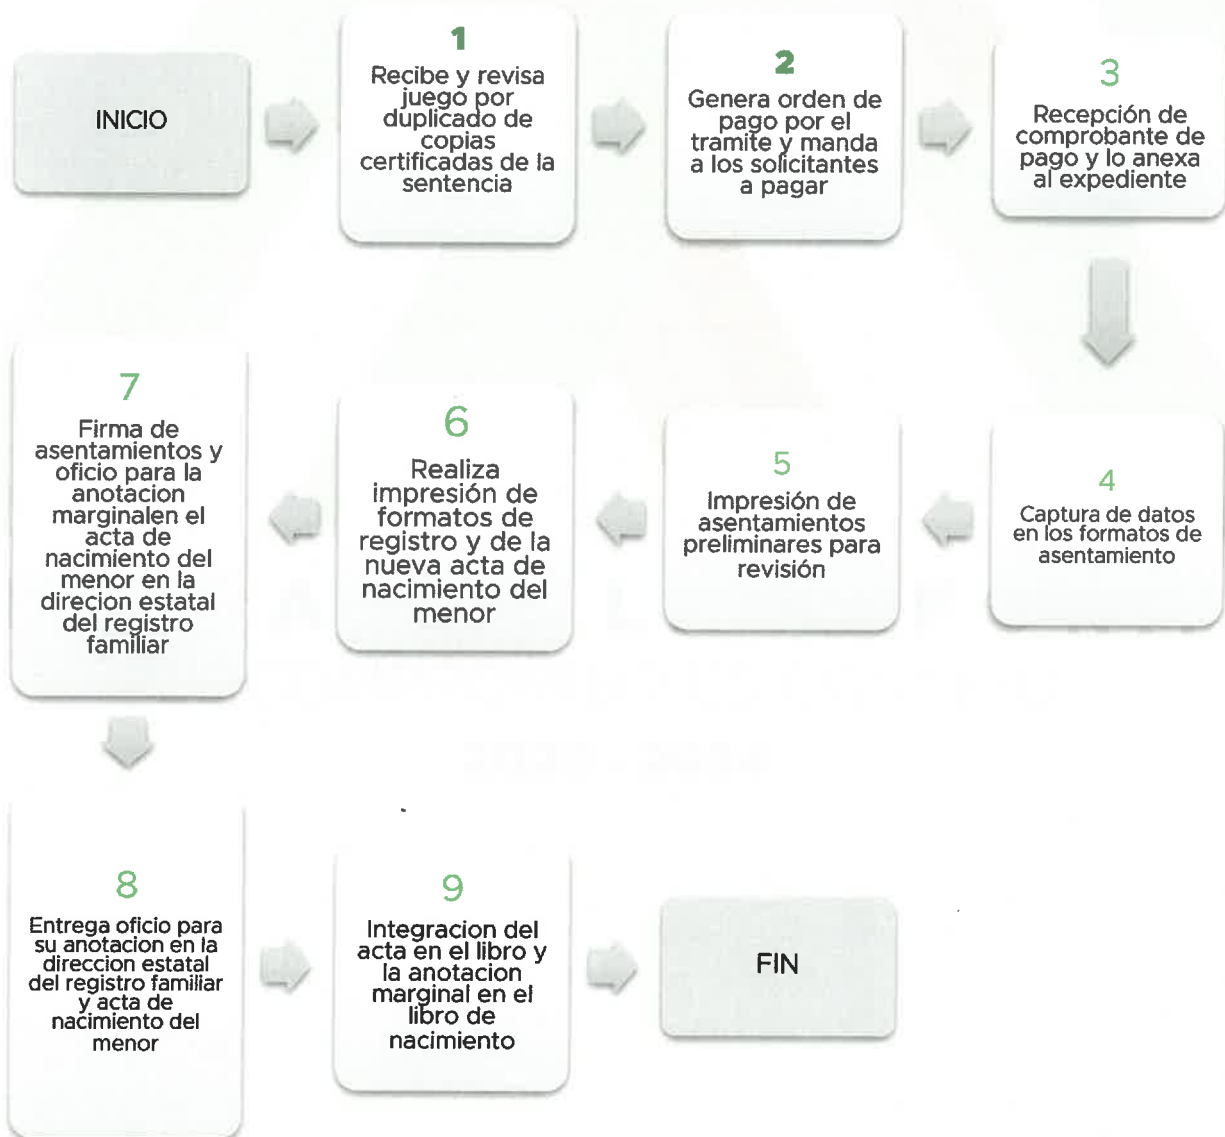 INICIO
1
Recibe y revisa
juego por
duplicado de
copias
certificadas de la
sentencia
2
Genera orden de
pago por el
tramite y manda
a los solicitantes
a pagar
3
Recepción de
comprobante de
pago y lo anexa
al expediente
4
Captura de datos
en los formatos de
asentamiento
5
Impresión de
asentamientos
preliminares para
revisión
6
Realiza
impresión de
formatos de
registro y de la
nueva acta de
nacimiento del
menor
7
Firma de
asentamientos y
oficio para la
anotacion
marginalen el
acta de
nacimiento del
menor en la
direcion estatal
del registro
familiar
8
Entrega oficio para
su anotacion en la
direccion estatal
del registro familiar
y acta de
nacimiento del
menor
9
Integracion del
acta en el libro y
la anotacion
marginal en el
libro de
nacimiento
FIN